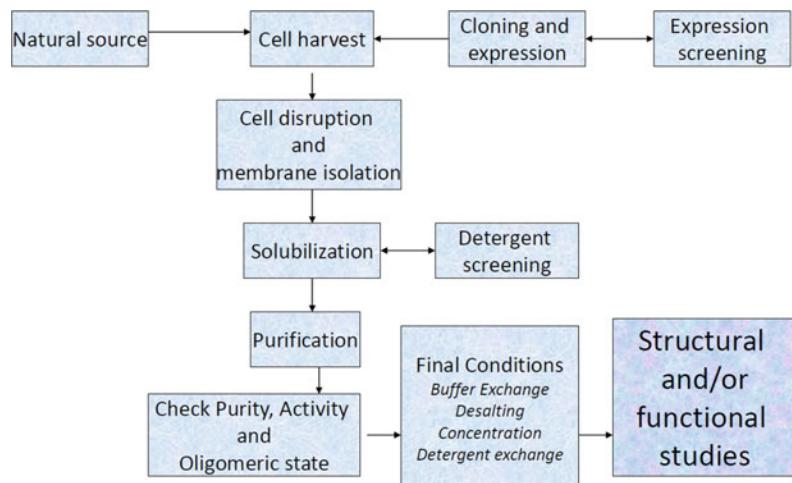 Natural source
Cell harvest
Cloning and
expression
Expression
screening
Cell disruption
and
membrane isolation
Solubilization
Detergent
screening
Purification
Check Purity, Activity
and
Oligomeric state
Final Conditions
Buffer Exchange
Desalting
Concentration
Detergent exchange
Structural
and/or
functional
studies